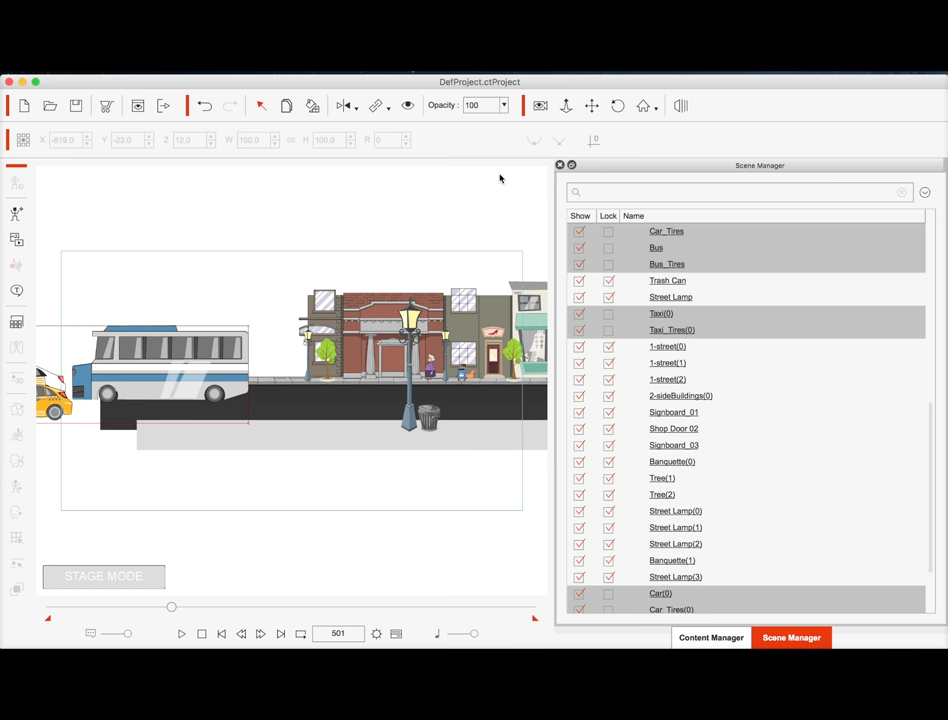 DefProject.ctProject
Opacity : 100
X -819.0 Y -22.0 Z 12.0 W 100.0 H 100.0 R 0
Scene Manager
Show Lock Name
Car_Tires
Bus
Bus_Tires
Trash Can
Street Lamp
Taxi(0)
Taxi_Tires(0)
1-street(0)
1-street(1)
1-street(2)
2-sideBuildings(0)
Signboard_01
Shop Door 02
Signboard_03
Banquette(0)
Tree(1)
Tree(2)
Street Lamp(0)
Street Lamp(1)
Street Lamp(2)
Banquette(1)
Street Lamp(3)
Car(0)
Car_Tires(0)
STAGE MODE
501
Content Manager Scene Manager